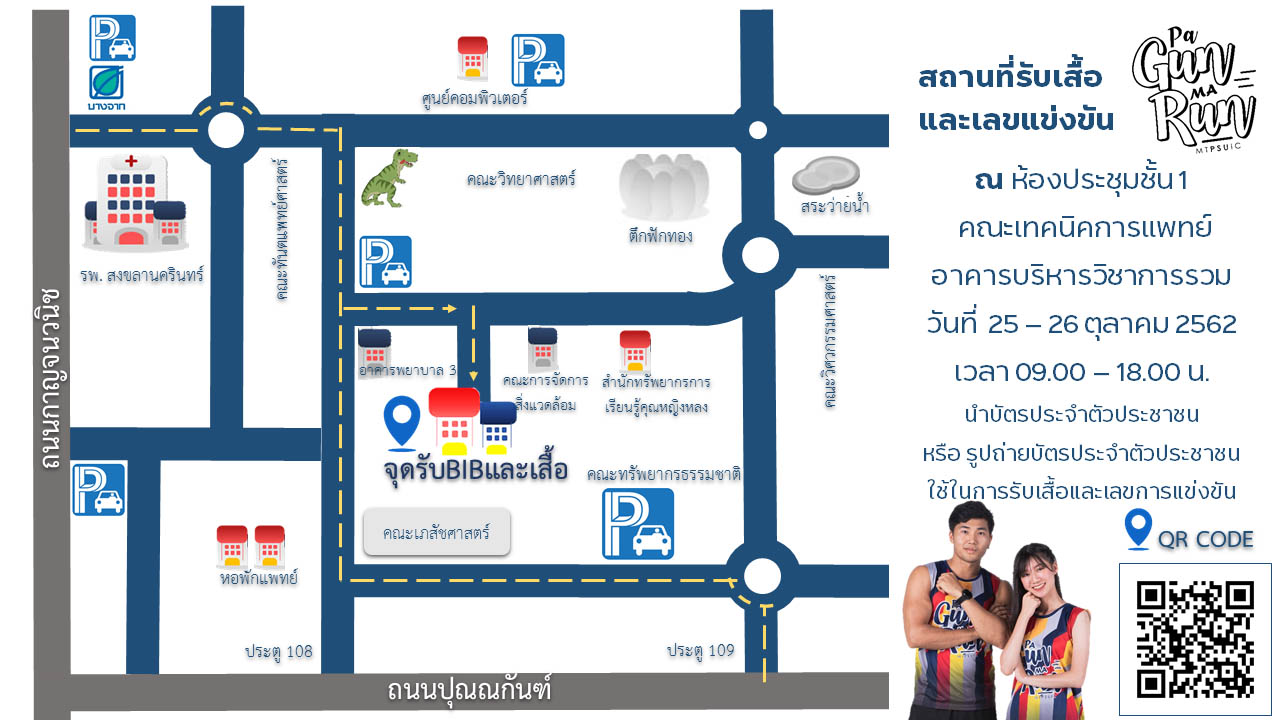 สถานที่รับเสื้อ
และเลขแข่งขัน
Pa
GUN
MA
RUN
MTPSUIC
ณ ห้องประชุมชั้น 1
คณะเทคนิคการแพทย์
อาคารบริหารวิชาการรวม
วันที่ 25 – 26 ตุลาคม 2562
เวลา 09.00 – 18.00 น.
นำบัตรประจำตัวประชาชน
หรือ รูปถ่ายบัตรประจำตัวประชาชน
ใช้ในการรับเสื้อและเลขการแข่งขัน
QR CODE
P
บางจาก
ศูนย์คอมพิวเตอร์
P
รพ. สงขลานครินทร์
คณะทันตแพทย์ศาสตร์
คณะวิทยาศาสตร์
ตึกฟักทอง
สระว่ายน้ำ
P
ถนนกาญจนวนิช
คณะวิศวกรรมศาสตร์
อาคารพยาบาล 3
คณะการจัดการ
สิ่งแวดล้อม
สำนักทรัพยากรการ
เรียนรู้คุณหญิงหลง
จุดรับBIBและเสื้อ
คณะทรัพยากรธรรมชาติ
P
P
คณะเภสัชศาสตร์
หอพักแพทย์
ประตู 108
ประตู 109
ถนนปุณณกัณฑ์